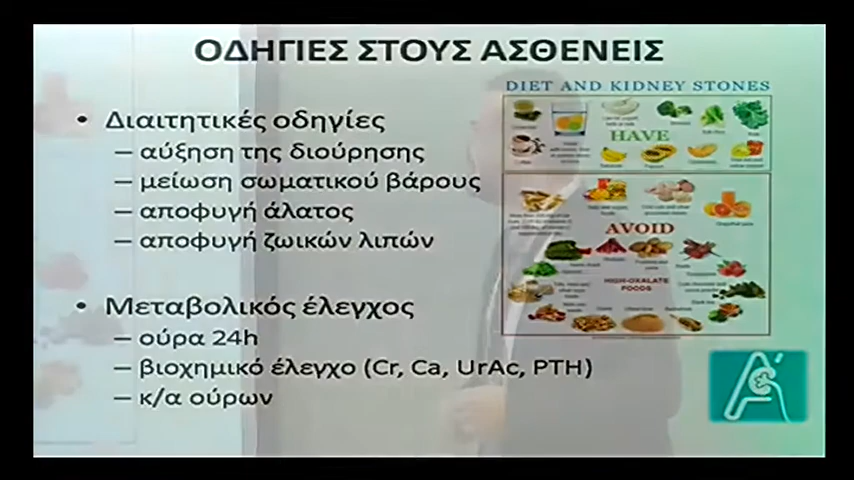 ΟΔΗΓΙΕΣ ΣΤΟΥΣ ΑΣΘΕΝΕΙΣ
• Διαιτητικές οδηγίες
– αύξηση της διούρησης
– μείωση σωματικού βάρους
– αποφυγή άλατος
– αποφυγή ζωικών λιπών
• Μεταβολικός έλεγχος
– ούρα 24h
– βιοχημικό έλεγχο (Cr, Ca, UrAc, PTH)
– κ/α ούρων
DIET AND KIDNEY STONES
HAVE
AVOID
HIGH-OXALATE
FOODS